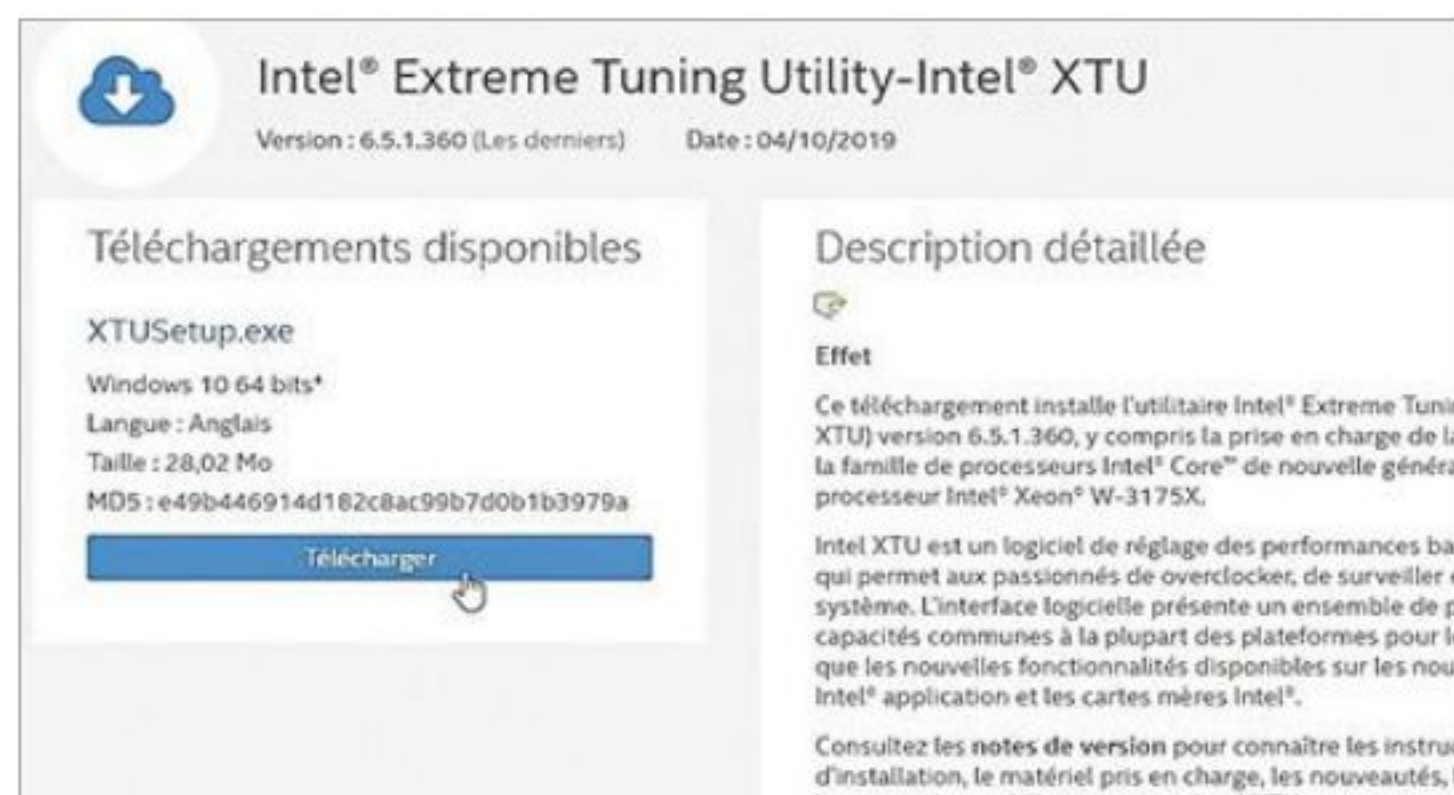 Intel® Extreme Tuning Utility-Intel® XTU
Version : 6.5.1.360 (Les derniers) Date : 04/10/2019
Téléchargements disponibles
XTUSetup.exe
Windows 10 64 bits*
Langue : Anglais
Taille : 28,02 Mo
MD5 : e49b446914d182c8ac99b7d0b1b3979a
Télécharger
Description détaillée
Effet
Ce téléchargement installe l'utilitaire Intel® Extreme
XTU) version 6.5.1.360, y compris la prise en charge de
la famille de processeurs Intel® Core™ de nouvelle
processeur Intel® Xeon® W-3175X.
Intel XTU est un logiciel de réglage des performances
qui permet aux passionnés de overclocker, de surveiller
système. L'interface logicielle présente un ensemble de
capacités communes à la plupart des plateformes pour
que les nouvelles fonctionnalités disponibles sur les
Intel® application et les cartes mères Intel®.
Consultez les notes de version pour connaître les
d'installation, le matériel pris en charge, les nouveautés,